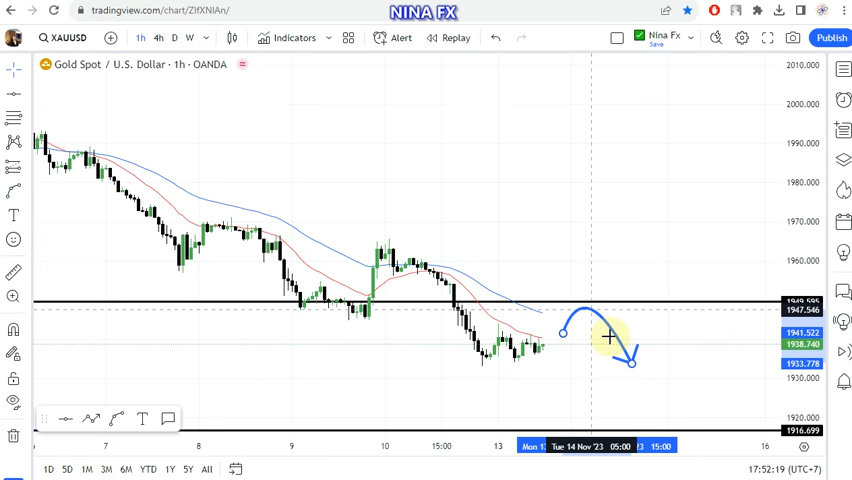 NINA FX
tradingview.com/chart/ZIfXNIAn/
XAUUSD 1h 4h D W Indicators Alert Replay Nina Fx Save Publish
Gold Spot / U.S. Dollar · 1h · OANDA
2010.000
2000.000
1990.000
1980.000
1970.000
1960.000
1949.595
1947.546
1941.522
1938.740
1933.778
1930.000
1920.000
1916.699
7 8 9 10 15:00 13 Mon 13 Tue 14 Nov '23 05:00 23 15:00 16
1D 5D 1M 3M 6M YTD 1Y 5Y All
17:52:19 (UTC+7)